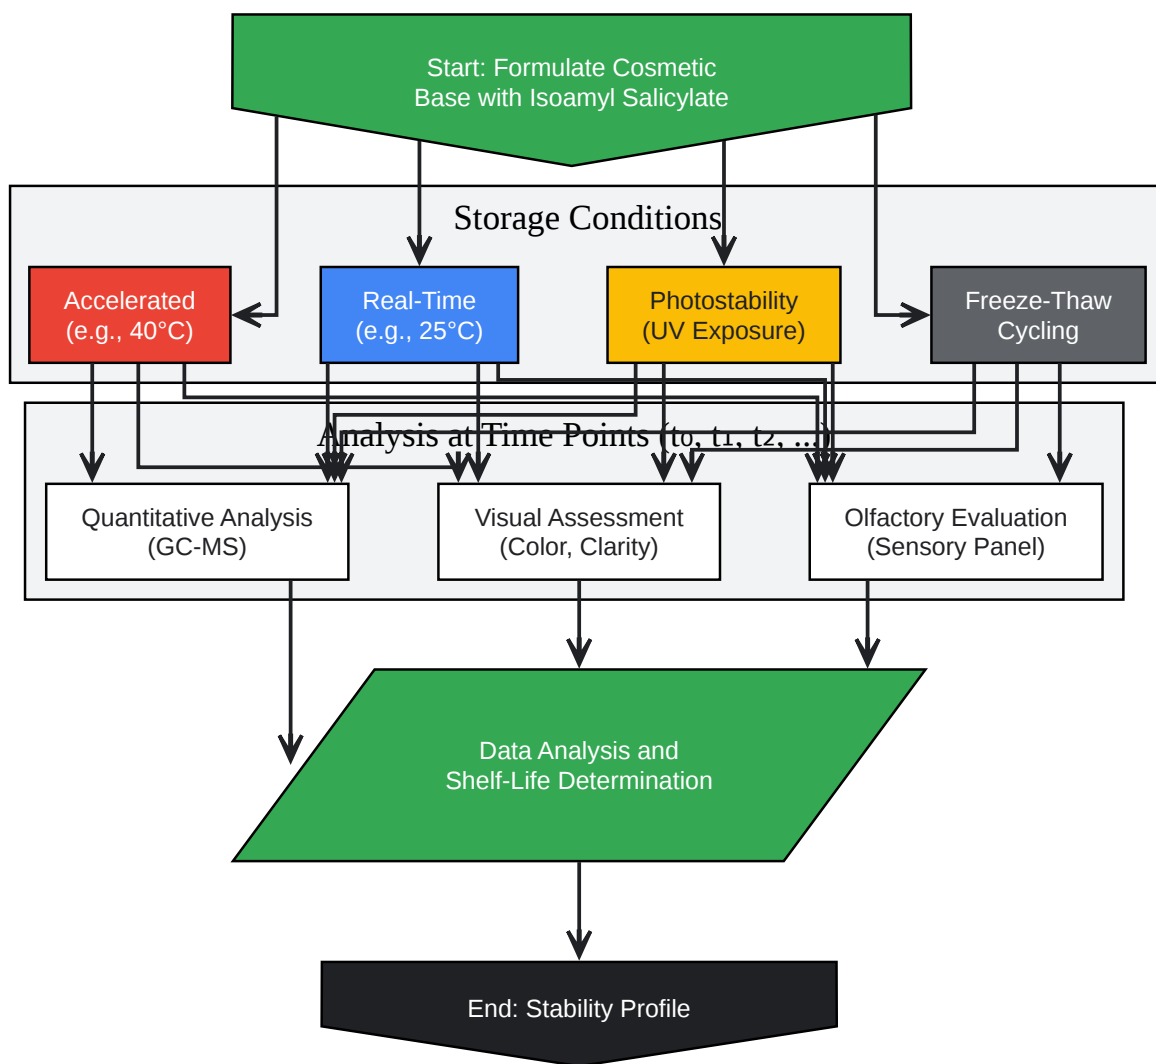 Start: Formulate Cosmetic
Base with Isoamyl Salicylate
Storage Conditions
Accelerated
(e.g., 40°C)
Real-Time
(e.g., 25°C)
Photostability
(UV Exposure)
Freeze-Thaw
Cycling
Analysis at Time Points (t₀, t₁, t₂, ...)
Quantitative Analysis
(GC-MS)
Visual Assessment
(Color, Clarity)
Olfactory Evaluation
(Sensory Panel)
Data Analysis and
Shelf-Life Determination
End: Stability Profile